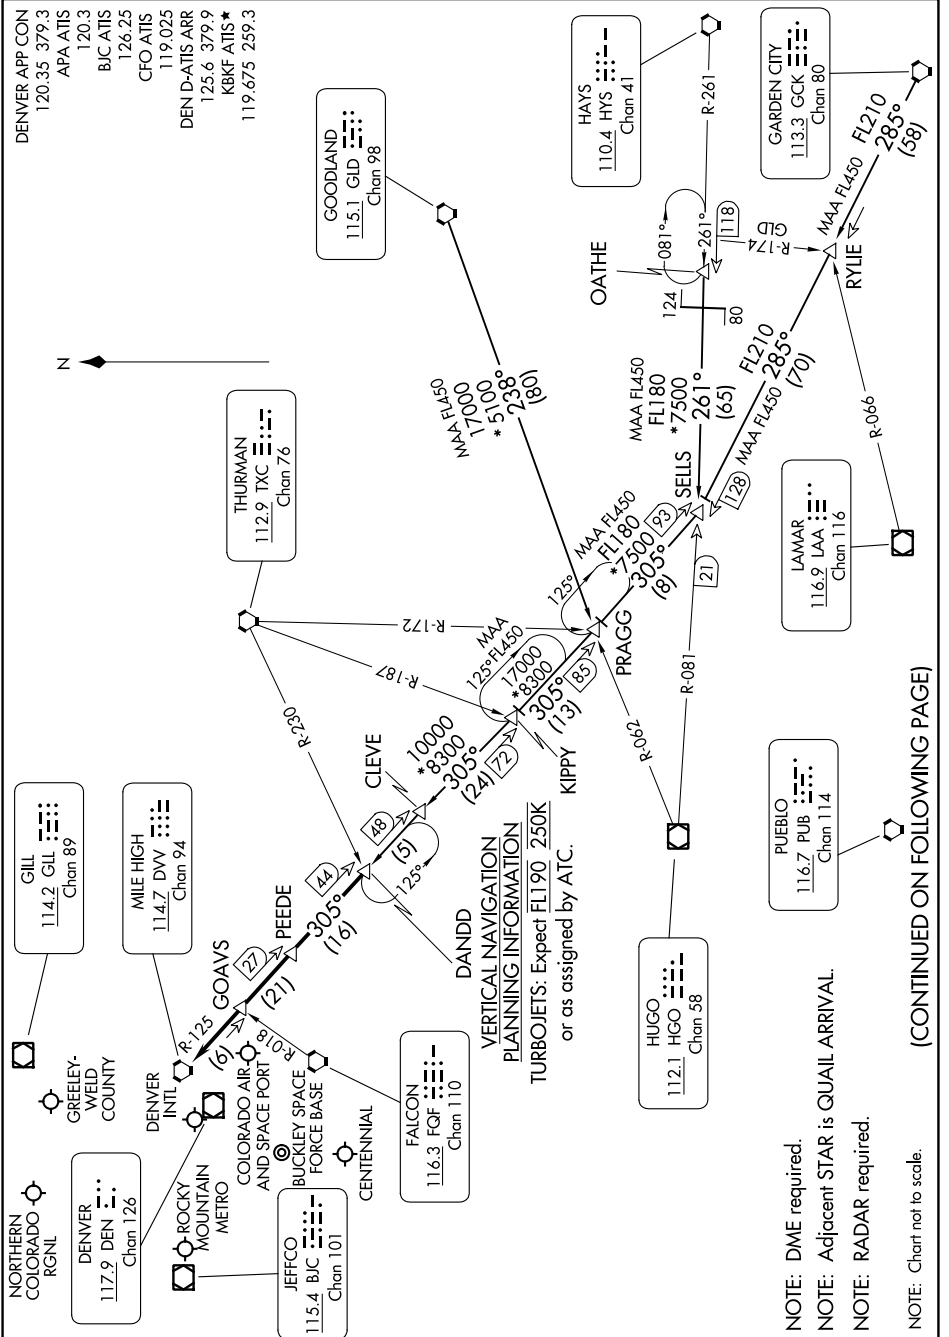 DENVER APP CON
120.35 379.3
APA ATIS
120.3
BJC ATIS
126.25
CFO ATIS
119.025
DEN D-ATIS ARR
125.6 379.9
KBKF ATIS★
119.675 259.3
N
GOODLAND
115.1 GLD
Chan 98
HAYS
110.4 HYS
Chan 41
GARDEN CITY
113.3 GCK
Chan 80
R-261
OATHE
081°
261°
118
124
80
R-174
GLD
MAA FL450
FL210
285°
(58)
RYLIE
MAA FL450
17000
*5100
238°
(80)
MAA FL450
FL180
*7500
261°
(65)
FL210
285°
(70)
MAA FL450
R-066
THURMAN
112.9 TXC
Chan 76
LAMAR
116.9 LAA
Chan 116
SELLS
128
93
MAA FL450
FL180
*7500
305°
(8)
125°
21
R-172
R-187
R-230
MAA
FL450
125°
17000
*8300
305°
(13)
85
PRAGG
R-062
R-081
KIPPY
CLEVE
10000
*8300
305°
(24)
72
48
(5)
125°
DANDD
GILL
114.2 GLL
Chan 89
MILE HIGH
114.7 DVV
Chan 94
44
PEEDE
305°
(16)
GOAVS
27
(21)
R-125
(6)
R-018
VERTICAL NAVIGATION
PLANNING INFORMATION
TURBOJETS: Expect FL190 250K
or as assigned by ATC.
PUEBLO
116.7 PUB
Chan 114
HUGO
112.1 HGO
Chan 58
GREELEY-
WELD
COUNTY
DENVER
INTL
COLORADO AIR
AND SPACE PORT
BUCKLEY SPACE
FORCE BASE
CENTENNIAL
FALCON
116.3 FQF
Chan 110
NORTHERN
COLORADO
RGNL
DENVER
117.9 DEN
Chan 126
ROCKY
MOUNTAIN
METRO
JEFFCO
115.4 BJC
Chan 101
NOTE: DME required.
NOTE: Adjacent STAR is QUAIL ARRIVAL.
NOTE: RADAR required.
NOTE: Chart not to scale.
(CONTINUED ON FOLLOWING PAGE)